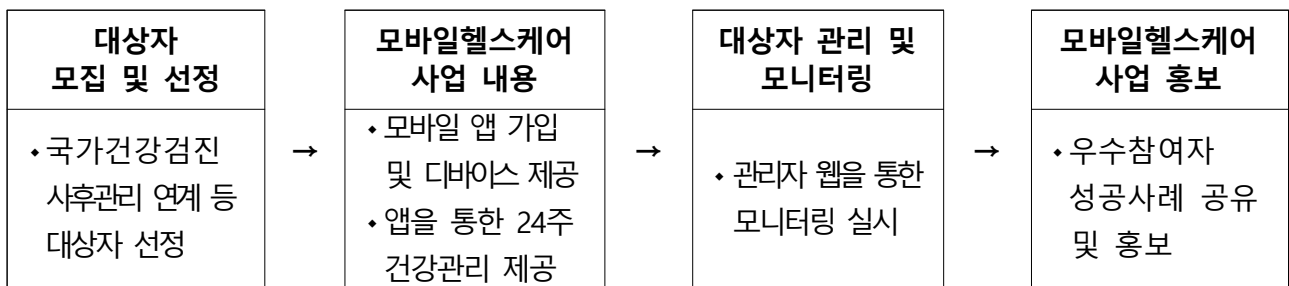 대상자
모집 및 선정
⬩국가건강검진
사후관리 연계 등
대상자 선정
→
모바일헬스케어
사업 내용
⬩모바일 앱 가입
및 디바이스 제공
⬩앱을 통한 24주
건강관리 제공
→
대상자 관리 및
모니터링
⬩관리자 웹을 통한
모니터링 실시
→
모바일헬스케어
사업 홍보
⬩우수참여자
성공사례 공유
및 홍보